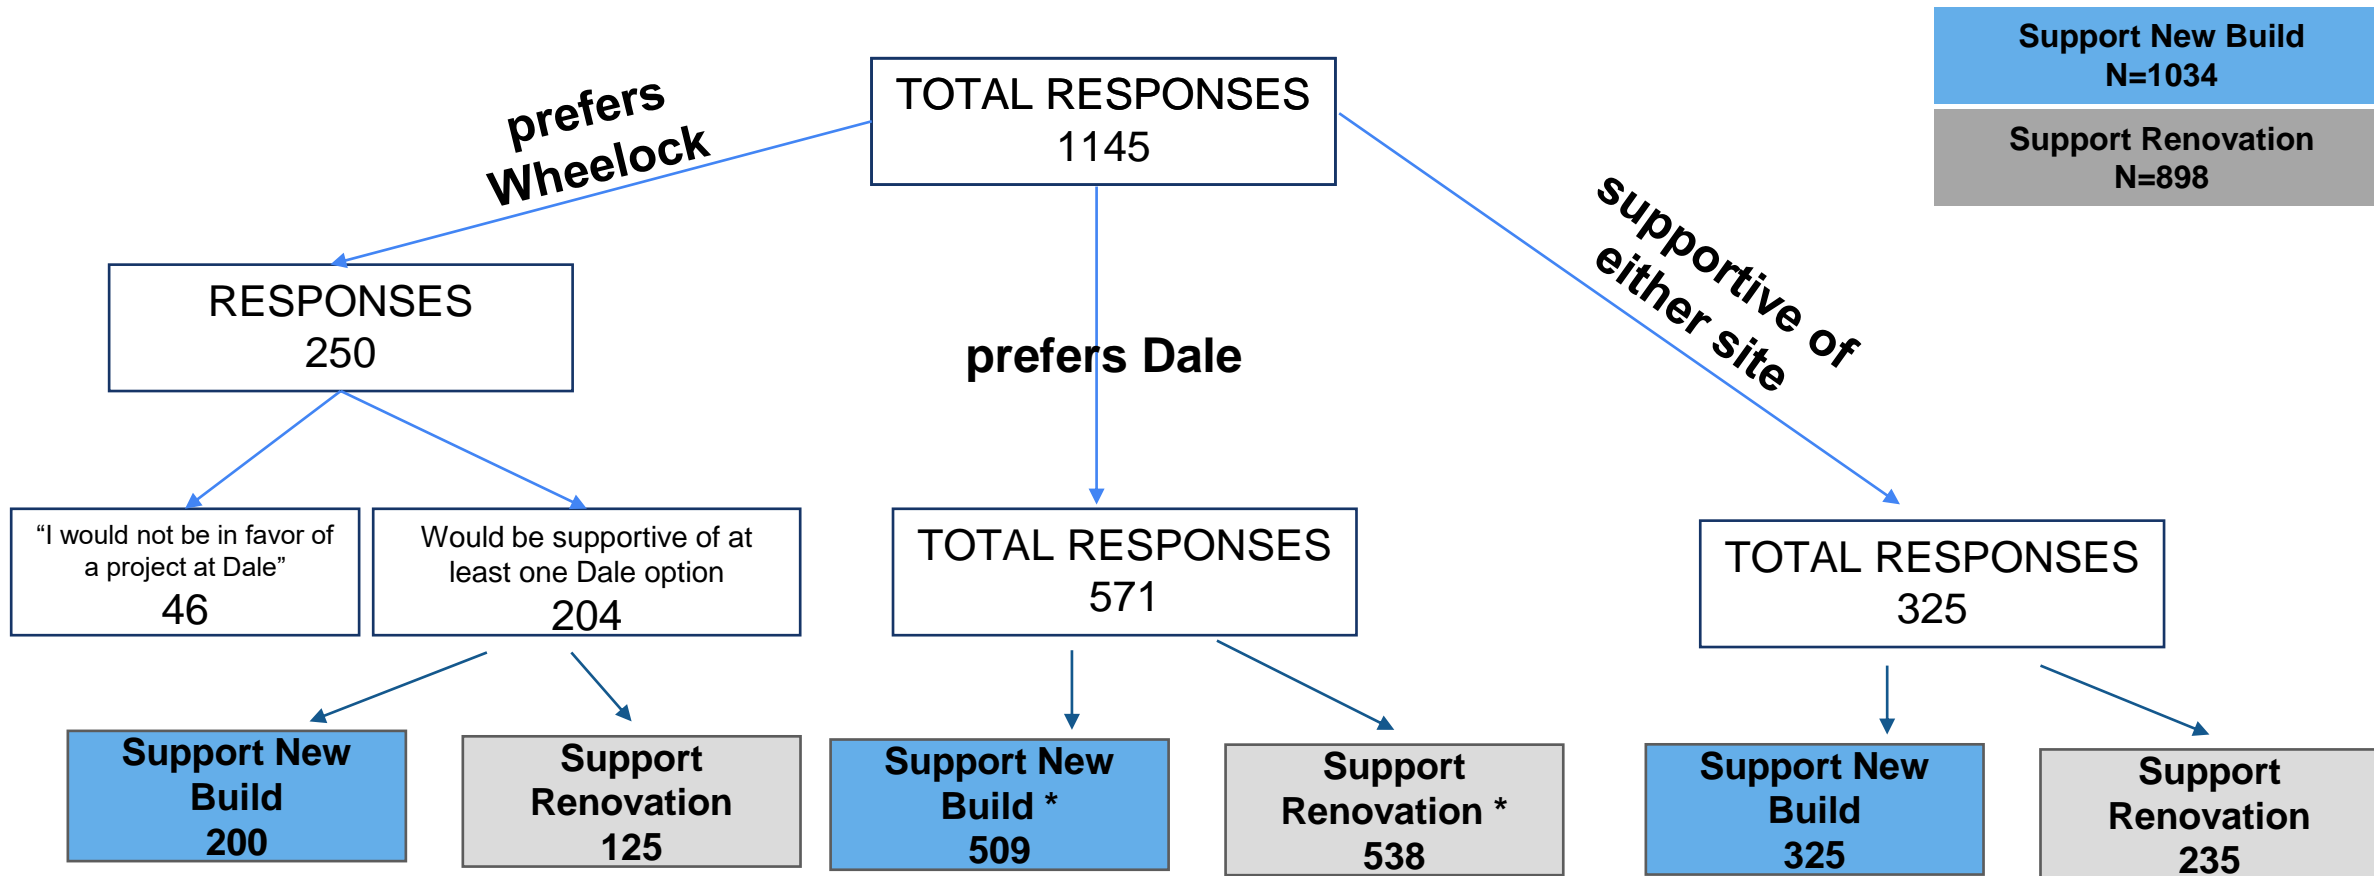 Support New Build
N=1034
Support Renovation
N=898
TOTAL RESPONSES
1145
prefers
Wheelock
prefers Dale
supportive of
either site
RESPONSES
250
“I would not be in favor of
a project at Dale”
46
Would be supportive of at
least one Dale option
204
TOTAL RESPONSES
571
TOTAL RESPONSES
325
Support New
Build
200
Support
Renovation
125
Support New
Build *
509
Support
Renovation *
538
Support New
Build
325
Support
Renovation
235